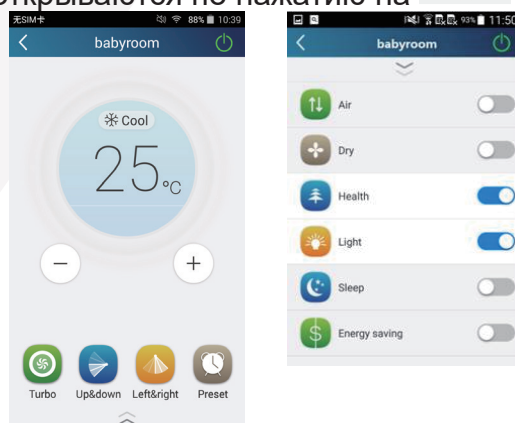 открываются по нажатию на
无SIM卡 88% 10:39
babyroom
Cool
25°C
−
+
Turbo Up&down Left&right Preset
93% 11:50
babyroom
Air
Dry
Health
Light
Sleep
Energy saving